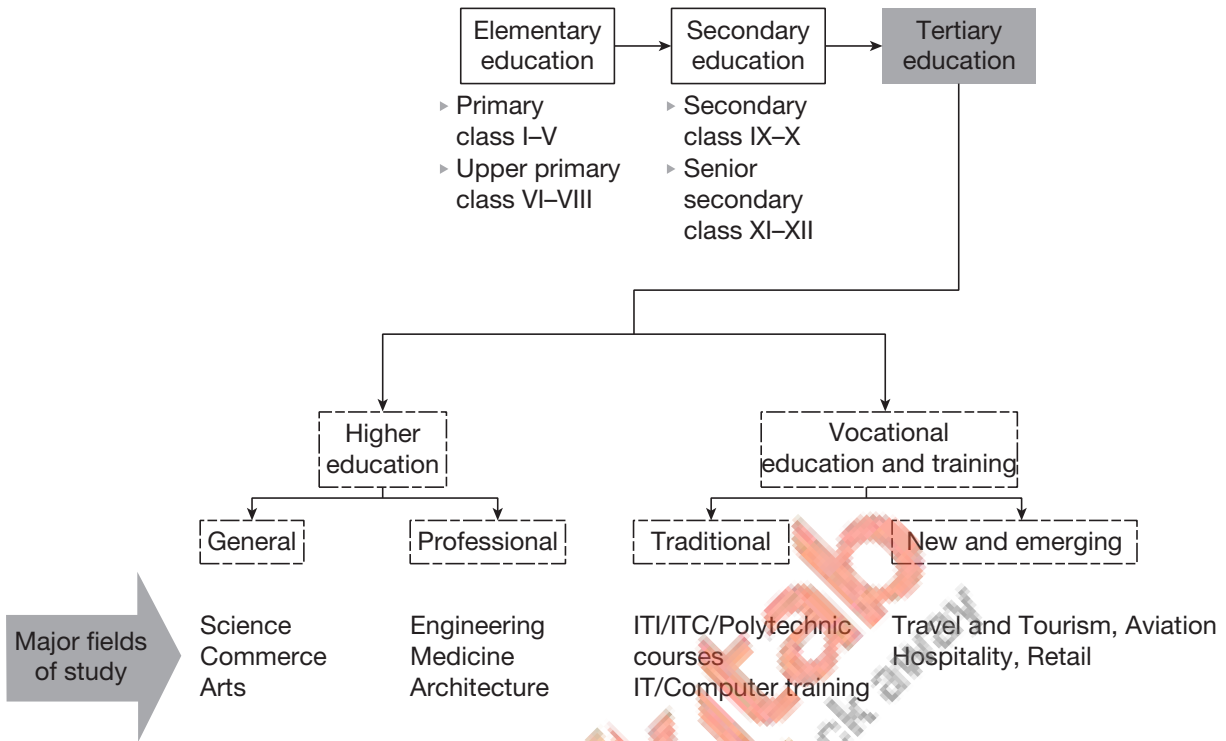 Elementary
education
Secondary
education
Tertiary
education
Primary
class I–V
Upper primary
class VI–VIII
Secondary
class IX–X
Senior
secondary
class XI–XII
Higher
education
Vocational
education and training
General
Professional
Traditional
New and emerging
Major fields
of study
Science
Commerce
Arts
Engineering
Medicine
Architecture
ITI/ITC/Polytechnic
courses
IT/Computer training
Travel and Tourism, Aviation
Hospitality, Retail